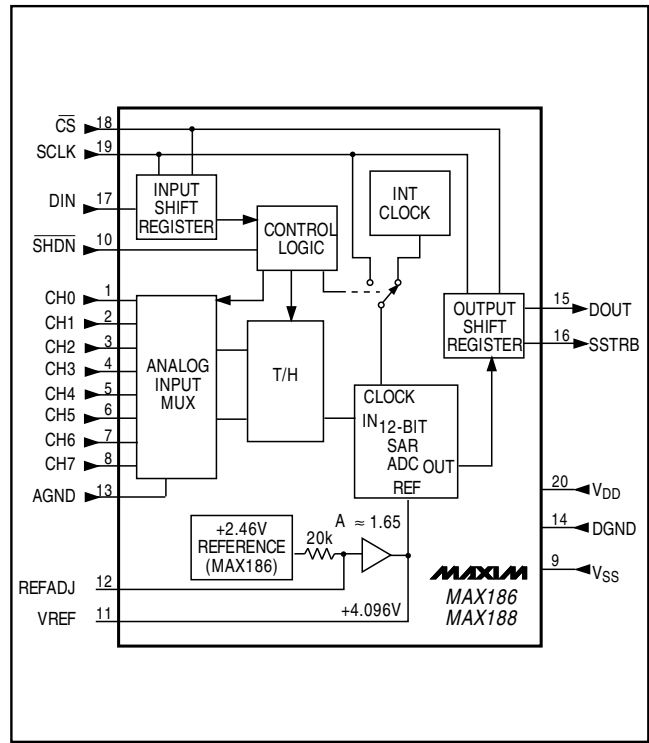 CS 18
SCLK 19
DIN 17
SHDN 10
CH0 1
CH1 2
CH2 3
CH3 4
CH4 5
CH5 6
CH6 7
CH7 8
AGND 13
REFADJ 12
VREF 11
INPUT
SHIFT
REGISTER
CONTROL
LOGIC
INT
CLOCK
ANALOG
INPUT
MUX
T/H
CLOCK
IN 12-BIT
SAR
ADC OUT
REF
OUTPUT
SHIFT
REGISTER
15 DOUT
16 SSTRB
20 VDD
14 DGND
9 VSS
+2.46V
REFERENCE
(MAX186)
20k
A ≈ 1.65
+4.096V
MAXIM
MAX186
MAX188